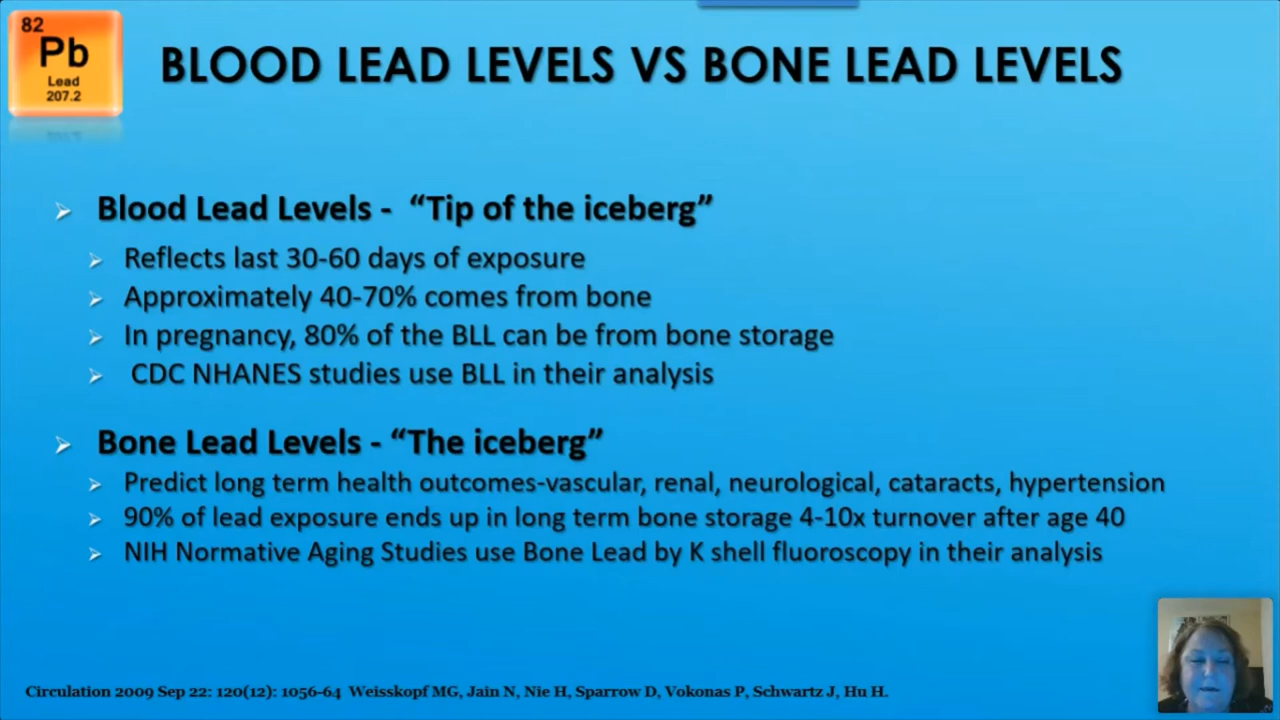 82
Pb
Lead
207.2
BLOOD LEAD LEVELS VS BONE LEAD LEVELS
Blood Lead Levels - “Tip of the iceberg”
Reflects last 30-60 days of exposure
Approximately 40-70% comes from bone
In pregnancy, 80% of the BLL can be from bone storage
CDC NHANES studies use BLL in their analysis
Bone Lead Levels - “The iceberg”
Predict long term health outcomes-vascular, renal, neurological, cataracts, hypertension
90% of lead exposure ends up in long term bone storage 4-10x turnover after age 40
NIH Normative Aging Studies use Bone Lead by K shell fluoroscopy in their analysis
Circulation 2009 Sep 22: 120(12): 1056-64 Weisskopf MG, Jain N, Nie H, Sparrow D, Vokonas P, Schwartz J, Hu H.